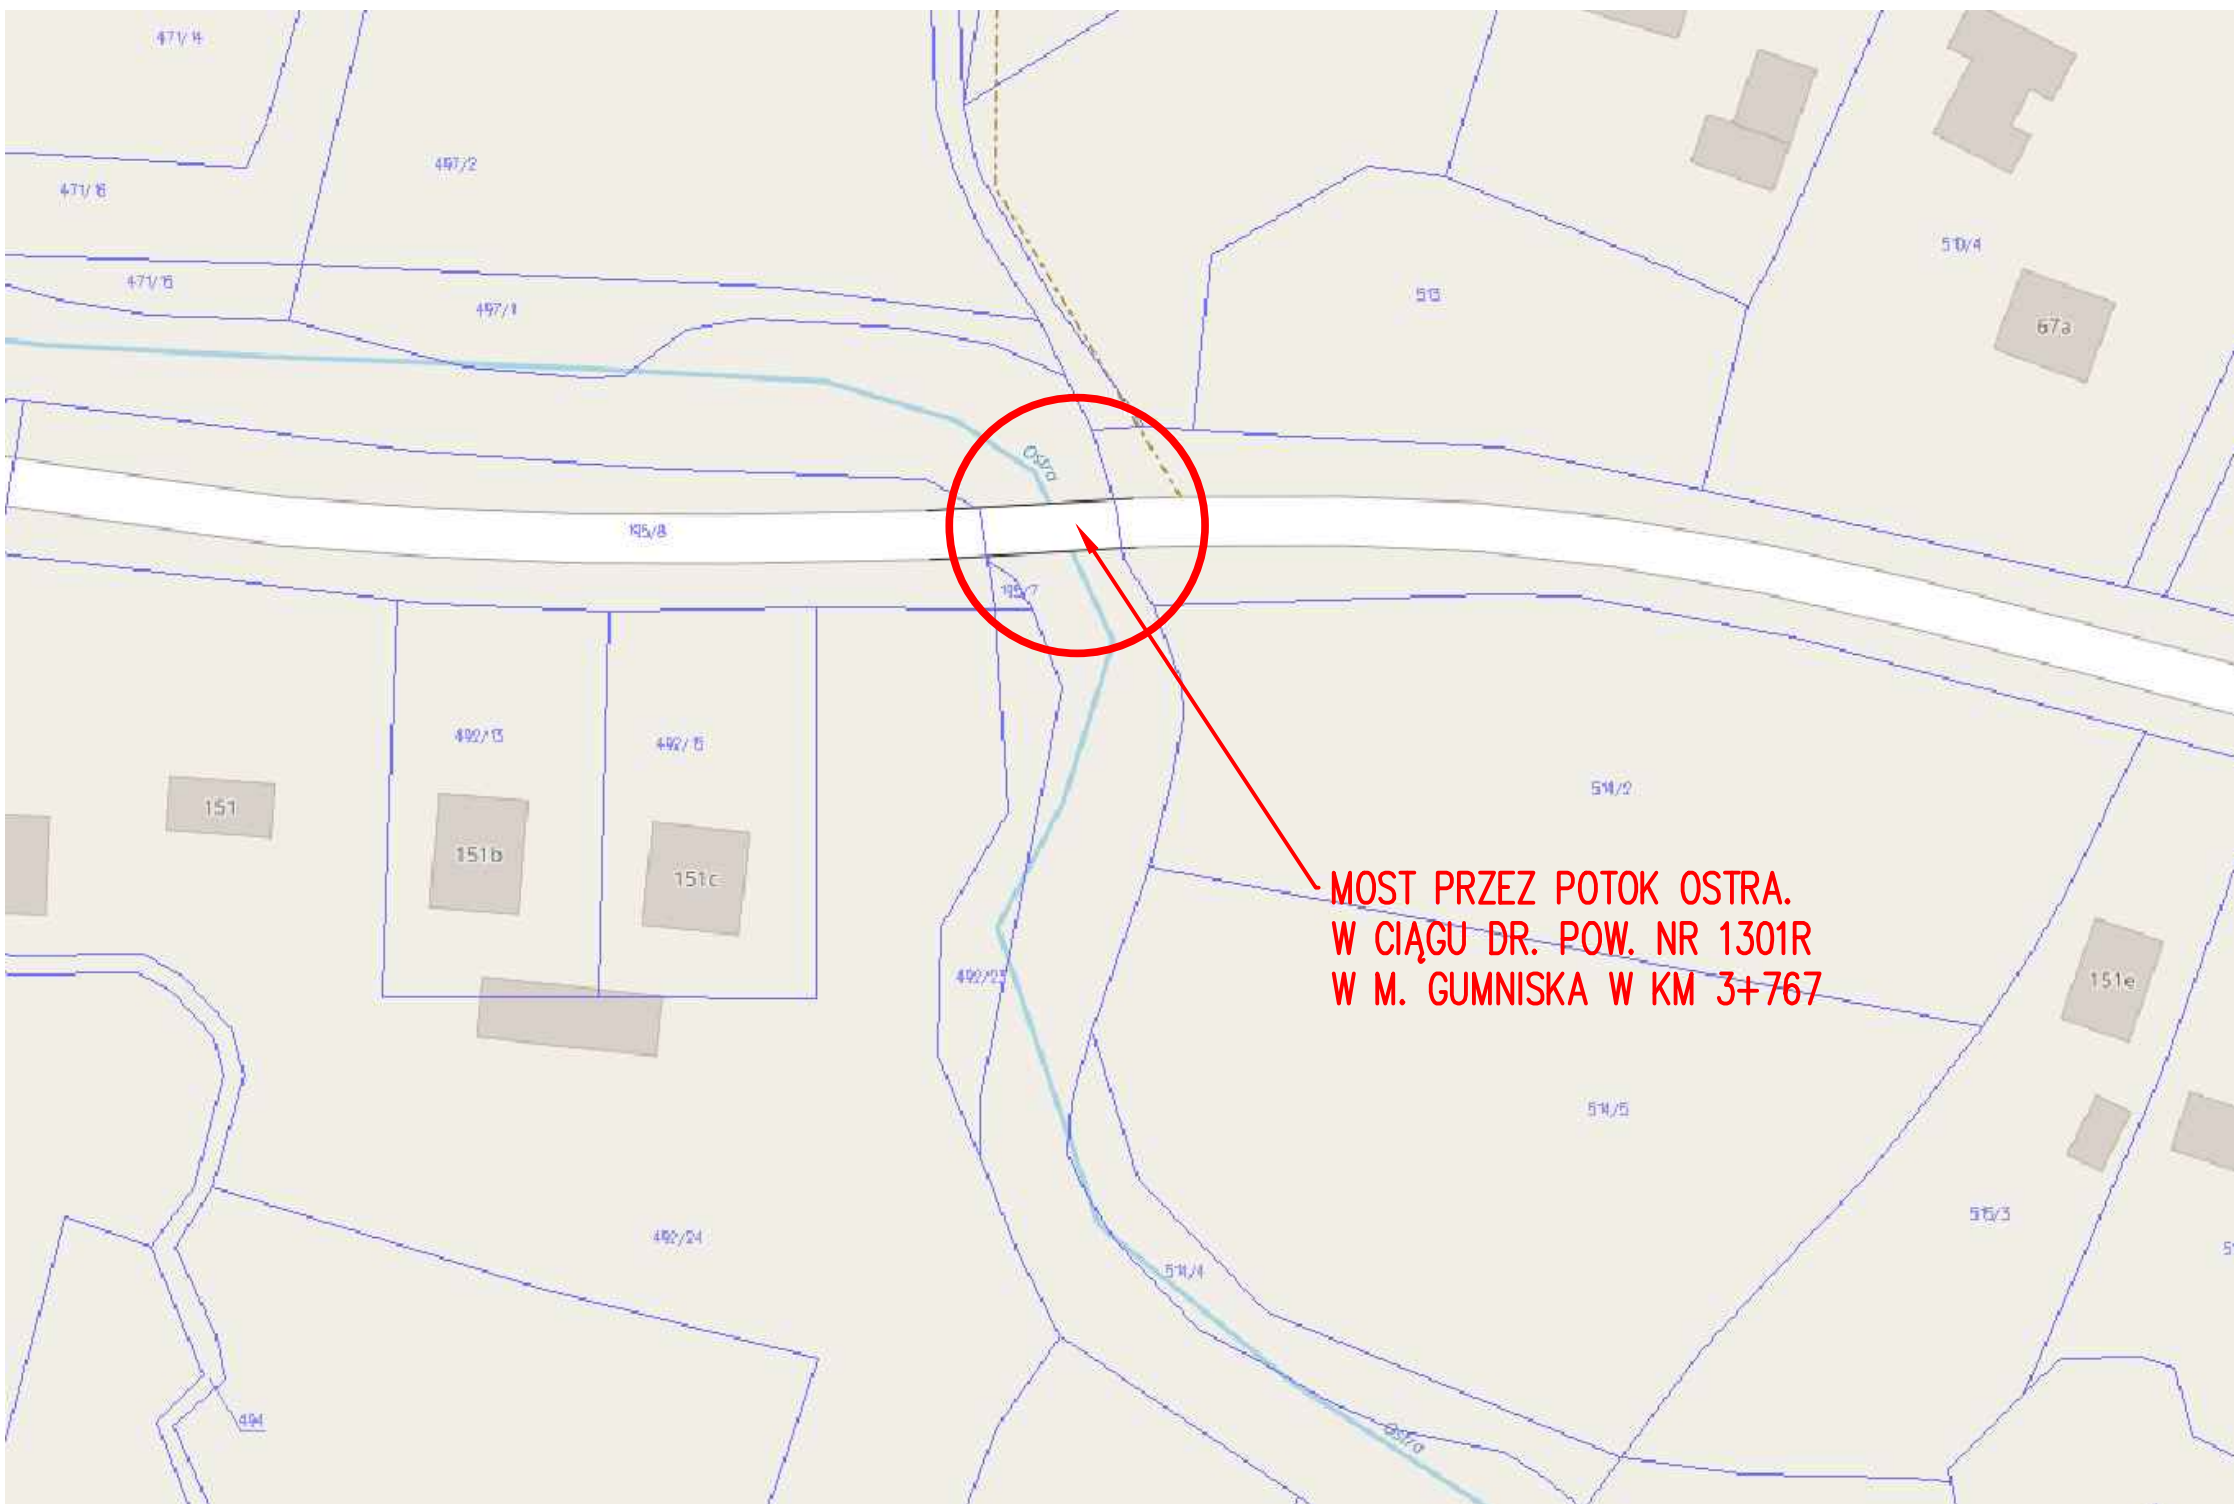 471/14
497/2
471/16
510/4
471/15
497/1
513
67a
Ostra
195/8
195/7
492/13
492/15
514/2
151
151b
151c
MOST PRZEZ POTOK OSTRA.
W CIĄGU DR. POW. NR 1301R
W M. GUMNISKA W KM 3+767
492/23
151e
514/5
515/3
492/24
514/4
494
Ostra